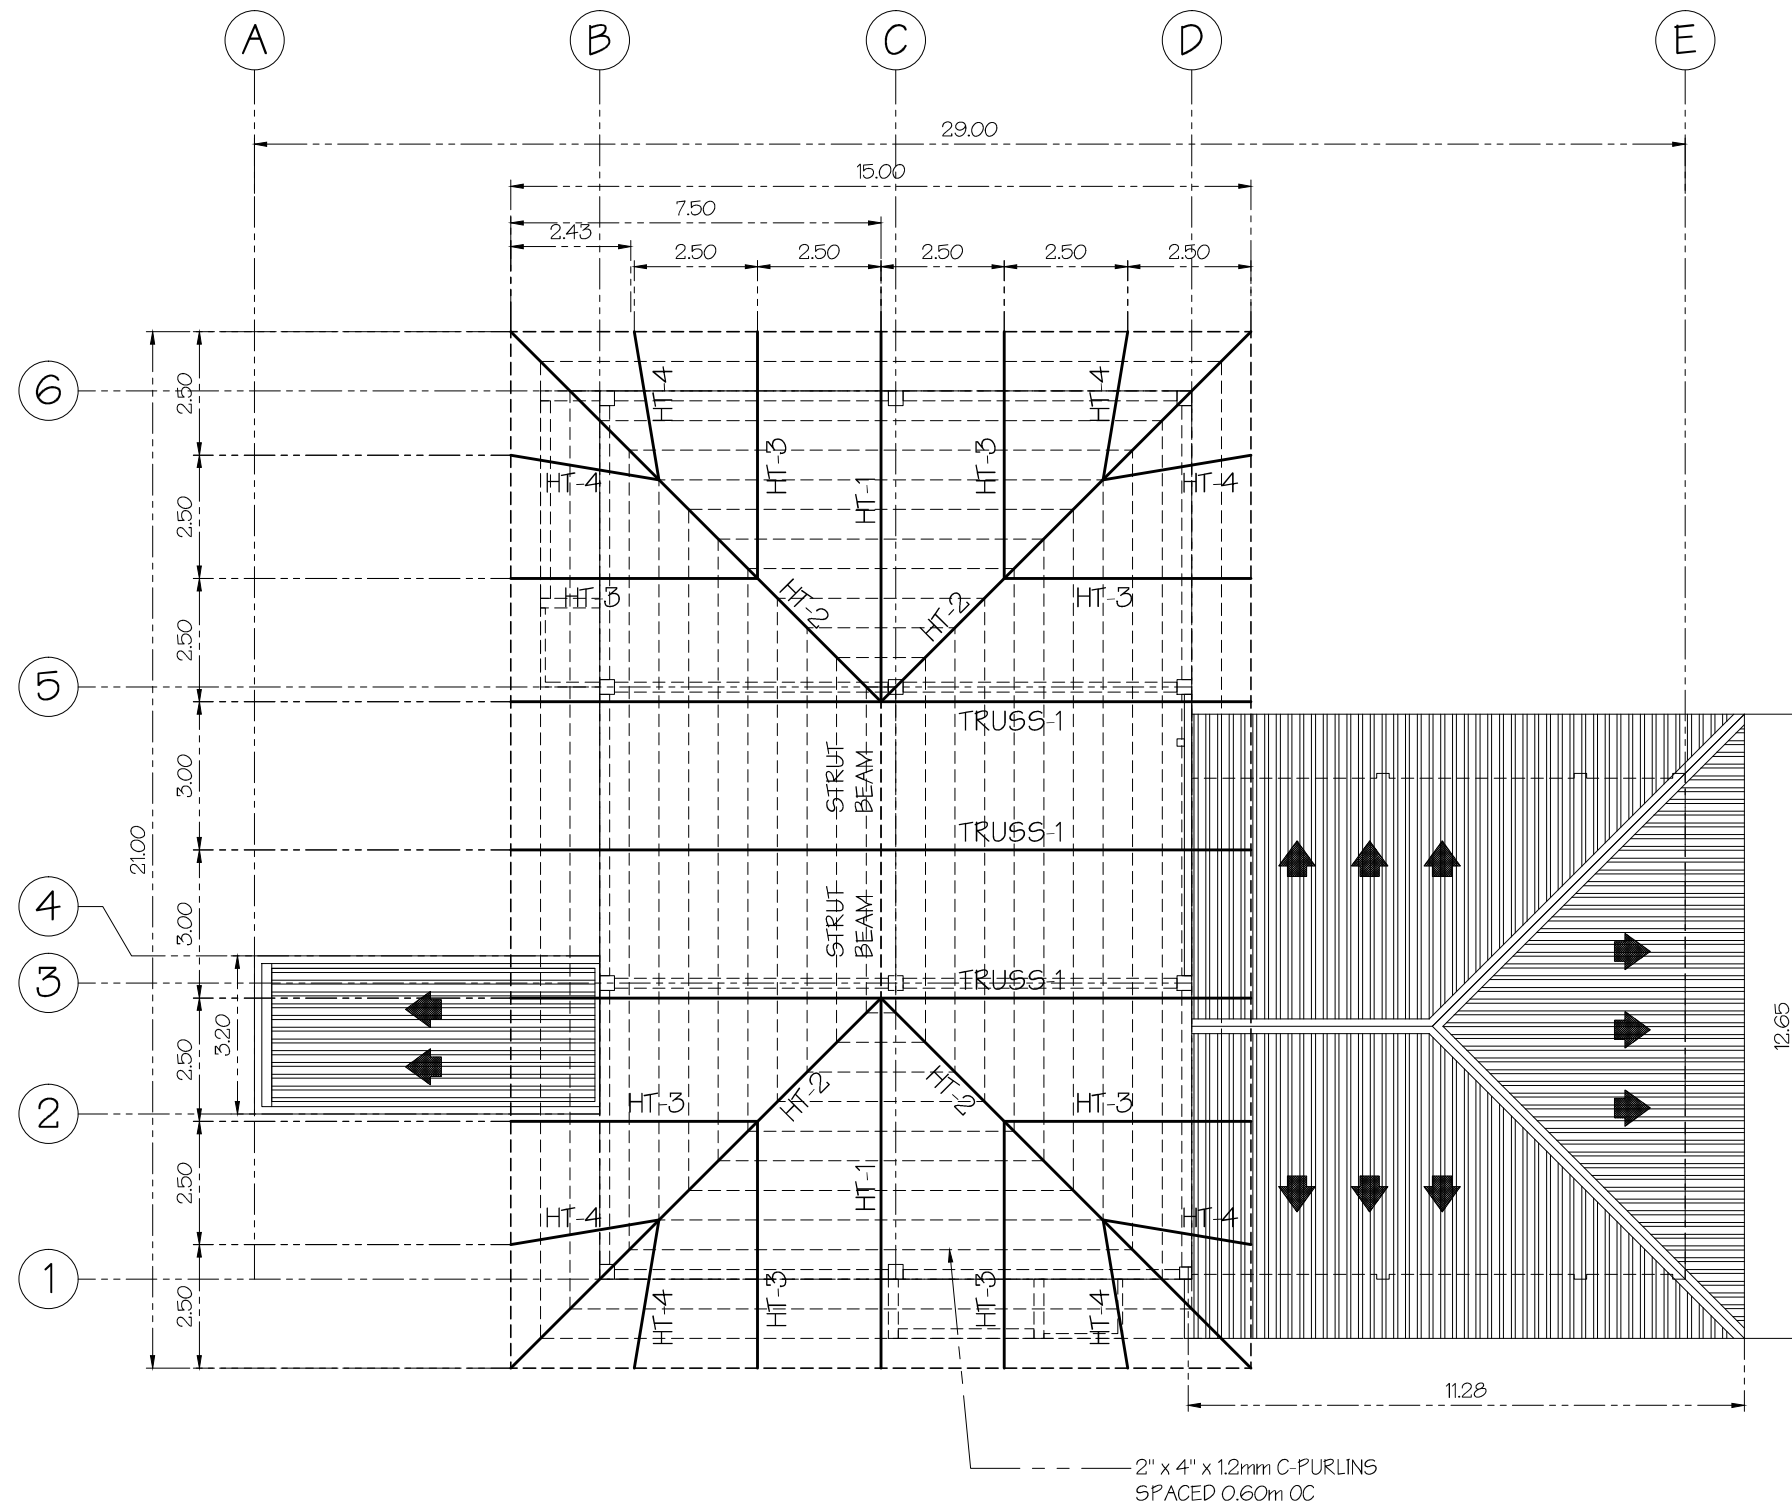 A
B
C
D
E
29.00
15.00
7.50
2.43
2.50
2.50
2.50
2.50
2.50
6
2.50
HT-4
HT-4
HT-3
HT-3
HT-4
HT-1
HT-4
2.50
HT-3
HT-2
HT-2
HT-3
2.50
5
TRUSS-1
STRUT
BEAM
3.00
21.00
TRUSS-1
4
3.00
STRUT
BEAM
3
TRUSS-1
12.65
3.20
2.50
HT-2
HT-2
2
HT-3
HT-3
HT-1
2.50
HT-4
HT-4
1
2.50
HT-4
HT-3
HT-3
HT-4
11.28
2" x 4" x 1.2mm C-PURLINS
SPACED 0.60m OC